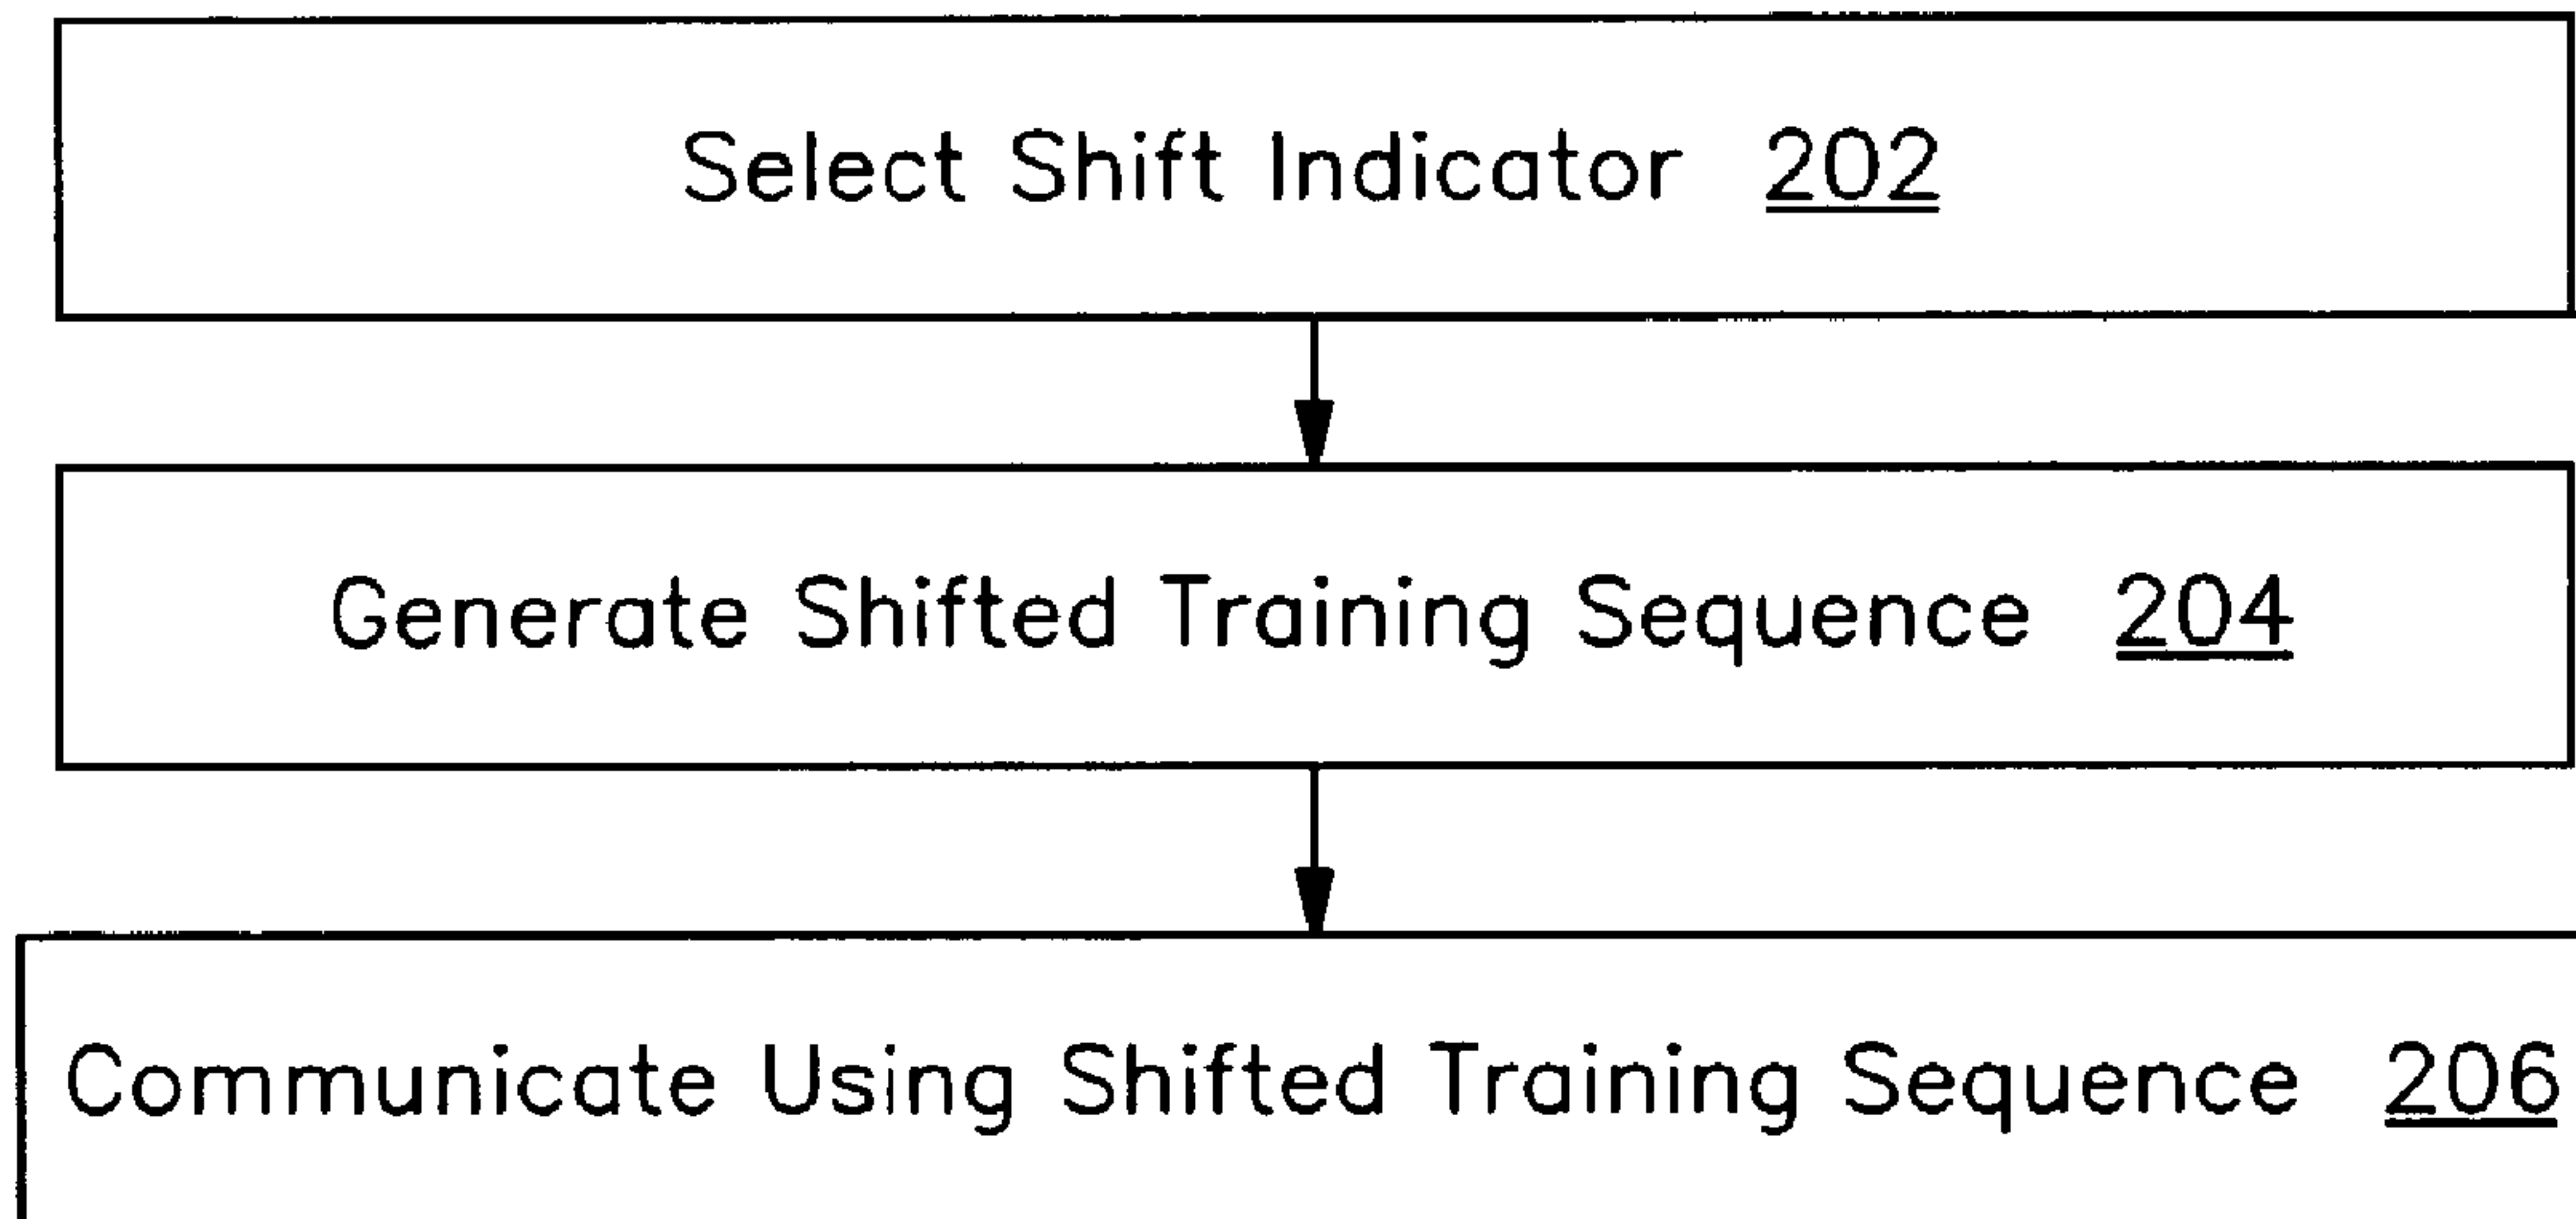 Select Shift Indicator 202
Generate Shifted Training Sequence 204
Communicate Using Shifted Training Sequence 206